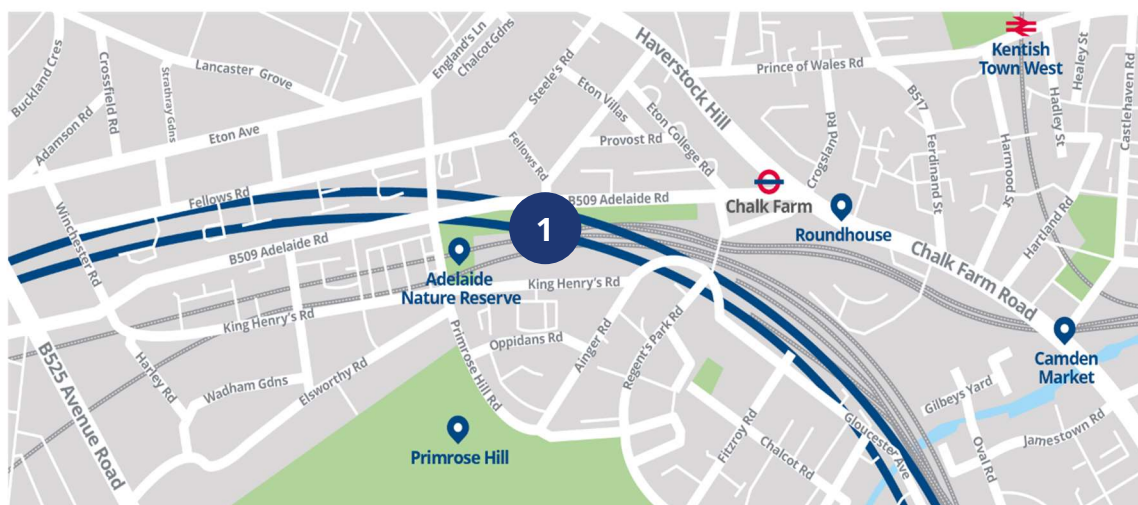 Buckland Cres
Crossfield Rd
Strathray Gdns
Lancaster Grove
England's Ln
Chalcot Gdns
Steele's Rd
Haverstock Hill
Prince of Wales Rd
Kentish
Town West
Healey St
Castlehaven Rd
Hadley St
B517
Adamson Rd
Eton Ave
Eton Villas
Eton College Rd
Provost Rd
Crogsland Rd
Ferdinand St
Harmood St
Fellows Rd
Fellows Rd
B509 Adelaide Rd
Chalk Farm
Roundhouse
Hartland Rd
Winchester Rd
B509 Adelaide Rd
1
Adelaide
Nature Reserve
King Henry's Rd
Chalk Farm Road
King Henry's Rd
Primrose Hill Rd
Oppidans Rd
Ainger Rd
Regent's Park Rd
Camden
Market
B525 Avenue Road
Harley Rd
Wadham Gdns
Elsworthy Rd
Gilbeys Yard
Primrose Hill
Fitzroy Rd
Chalcot Rd
Gloucester Ave
Oval Rd
Jamestown Rd